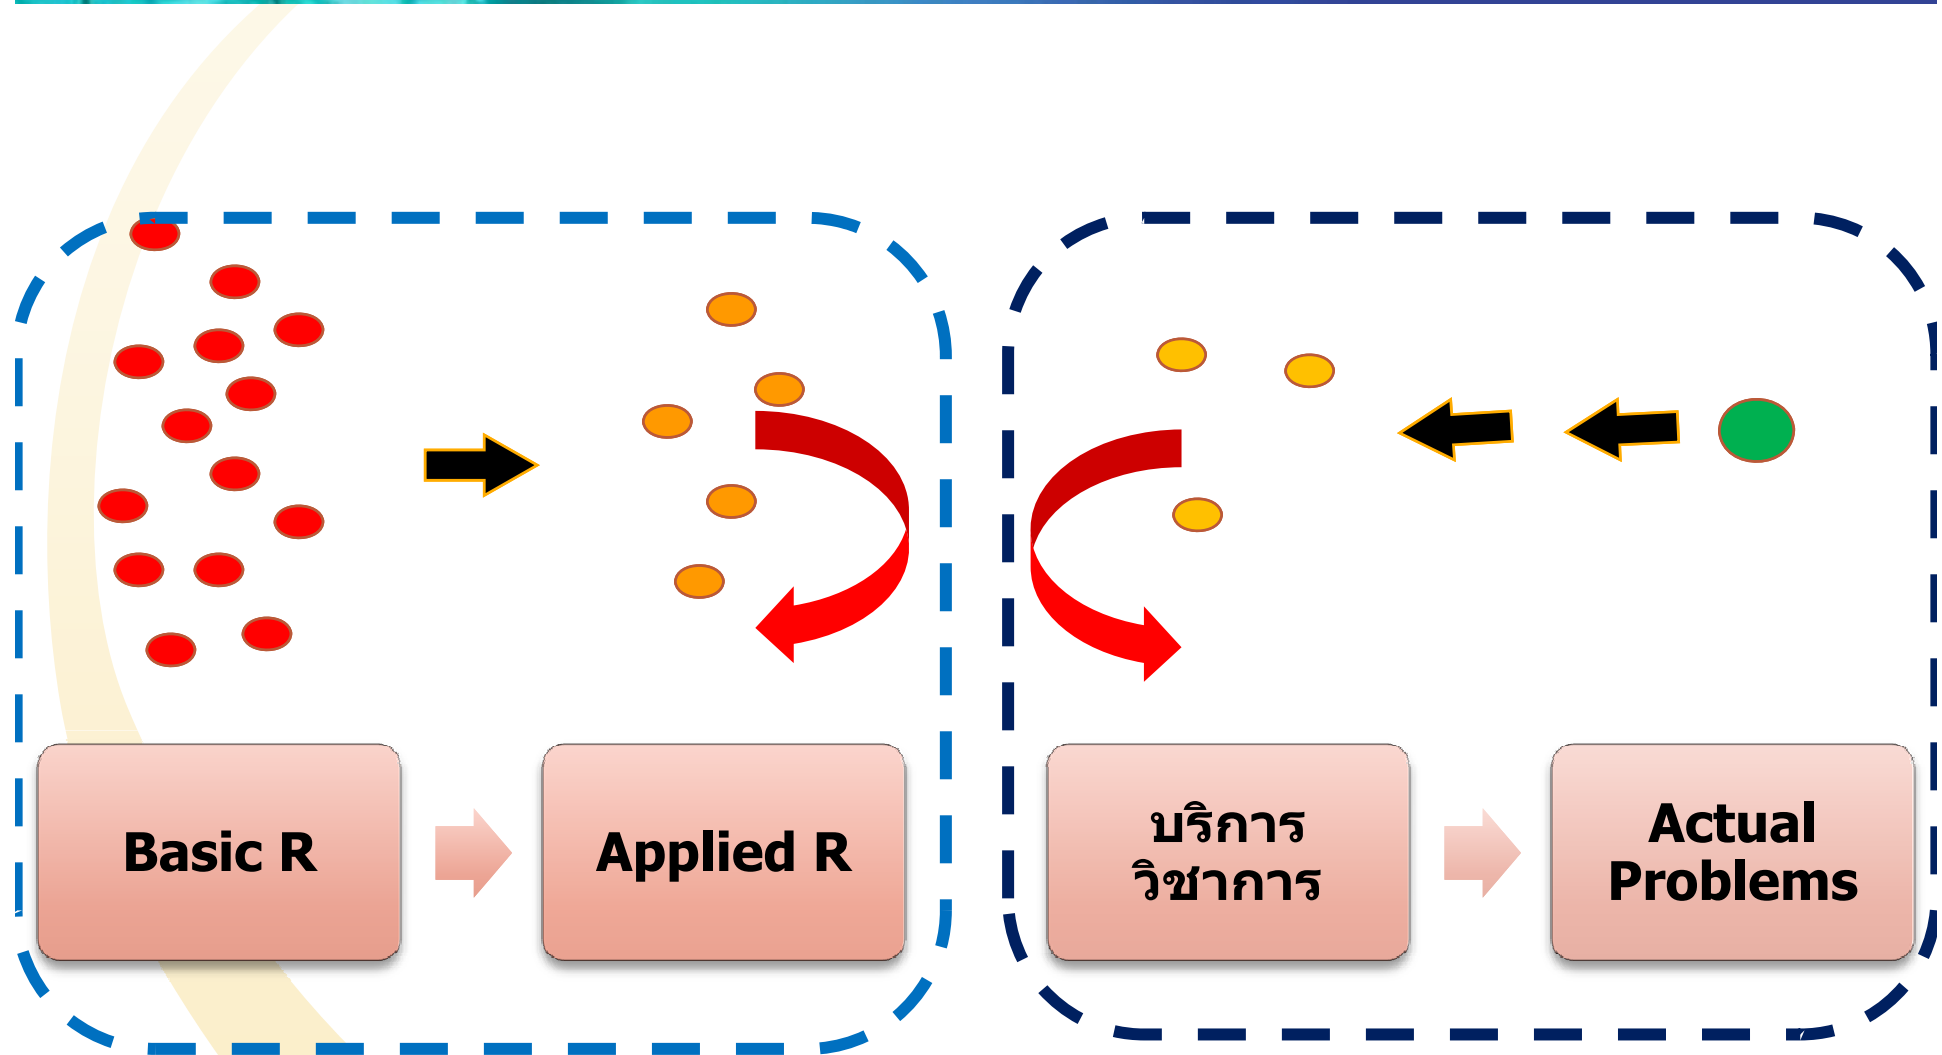 Basic R
Applied R
บริการ
วิชาการ
Actual
Problems